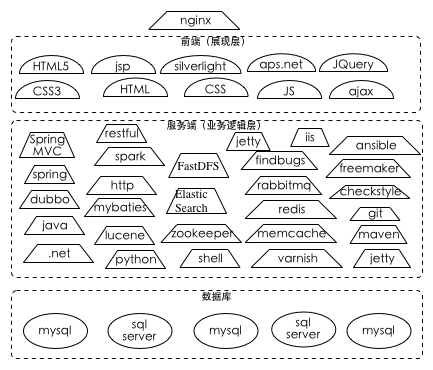 nginx
前端（展现层）
HTML5
jsp
silverlight
aps.net
JQuery
CSS3
HTML
CSS
JS
ajax
服务端（业务逻辑层）
Spring
MVC
restful
jetty
iis
ansible
spark
FastDFS
findbugs
freemaker
spring
http
rabbitmq
checkstyle
dubbo
mybaties
Elastic
Search
redis
git
java
lucene
zookeeper
memcache
maven
.net
python
shell
varnish
jetty
数据库
mysql
sql
server
mysql
sql
server
mysql